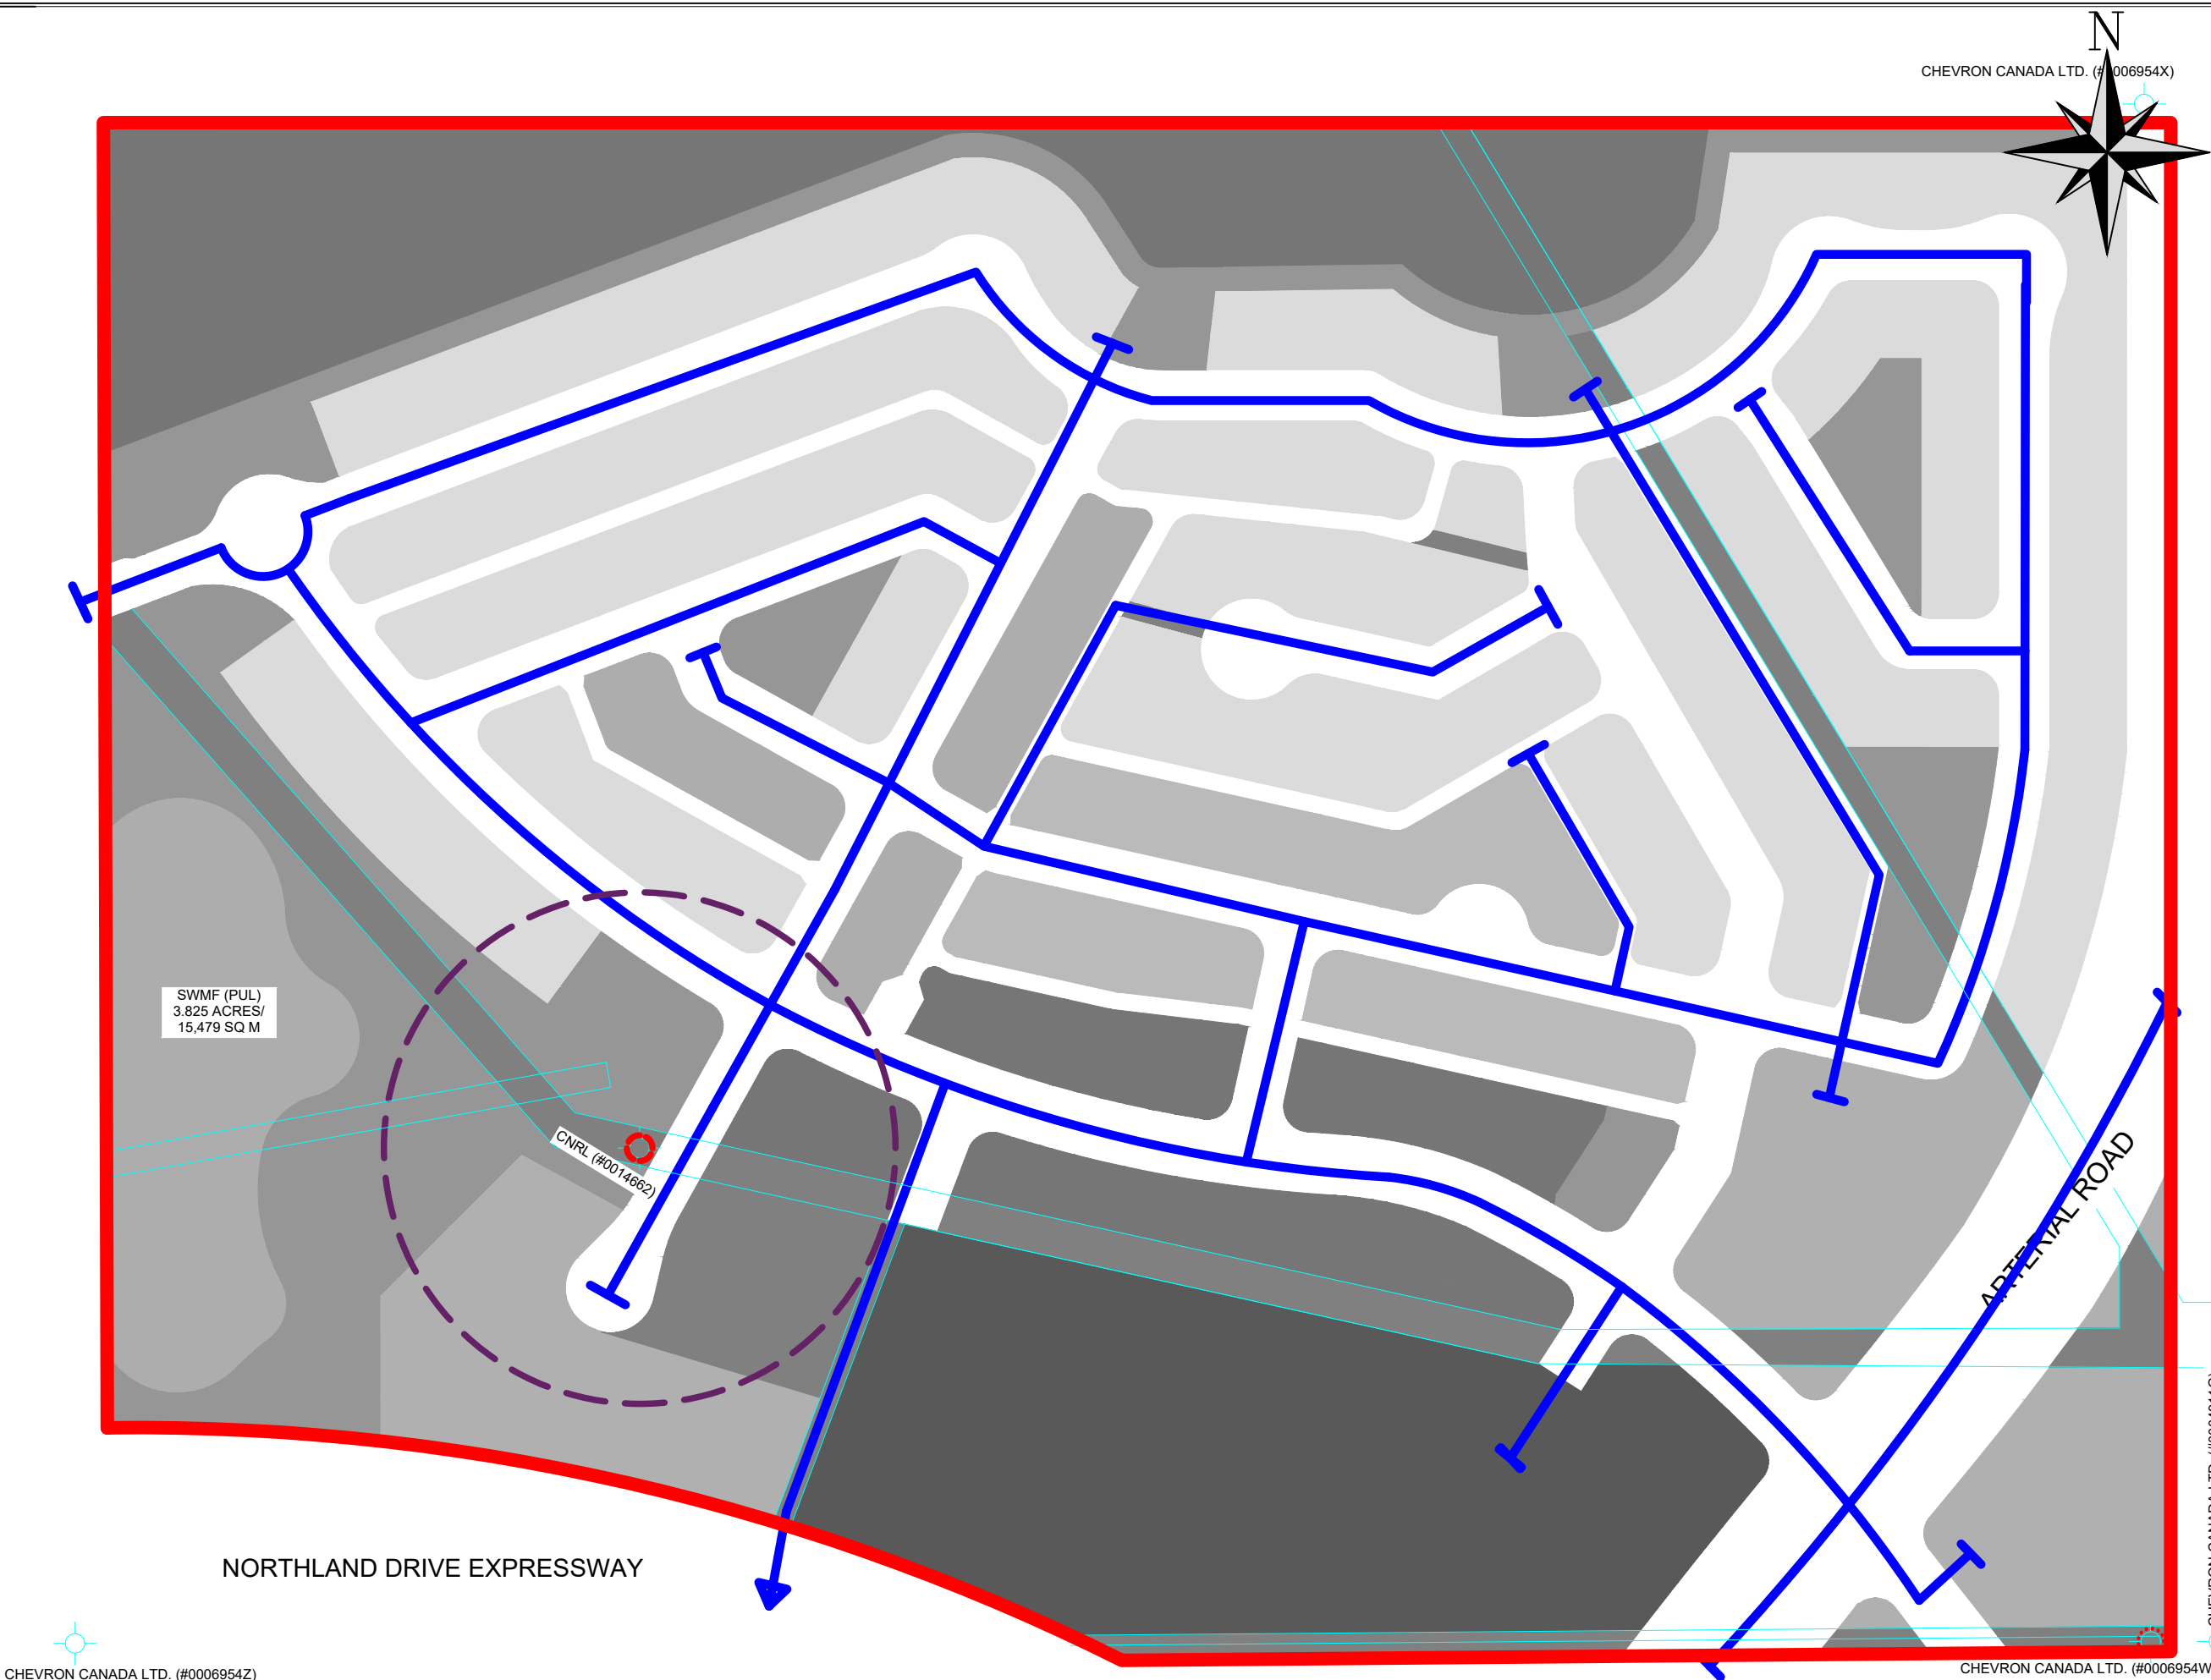 N
CHEVRON CANADA LTD. (#0006954X)
SWMF (PUL)
3.825 ACRES/
15,479 SQ M
CNRL (#0014662)
ARTERIAL ROAD
NORTHLAND DRIVE EXPRESSWAY
CHEVRON CANADA LTD. (#0006954Z)
CHEVRON CANADA LTD. (#0006954W